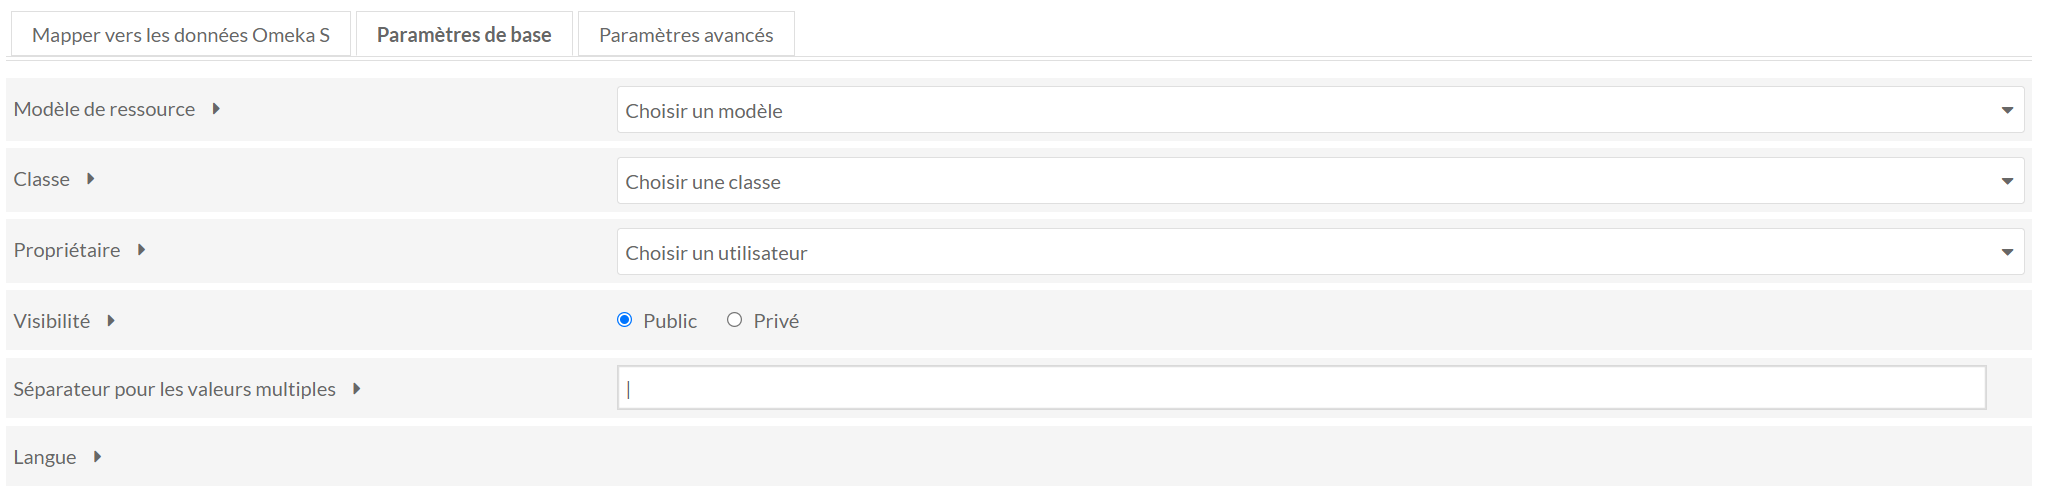 Mapper vers les données Omeka S Paramètres de base Paramètres avancés
Modèle de ressource Choisir un modèle
Classe Choisir une classe
Propriétaire Choisir un utilisateur
Visibilité Public Privé
Séparateur pour les valeurs multiples |
Langue